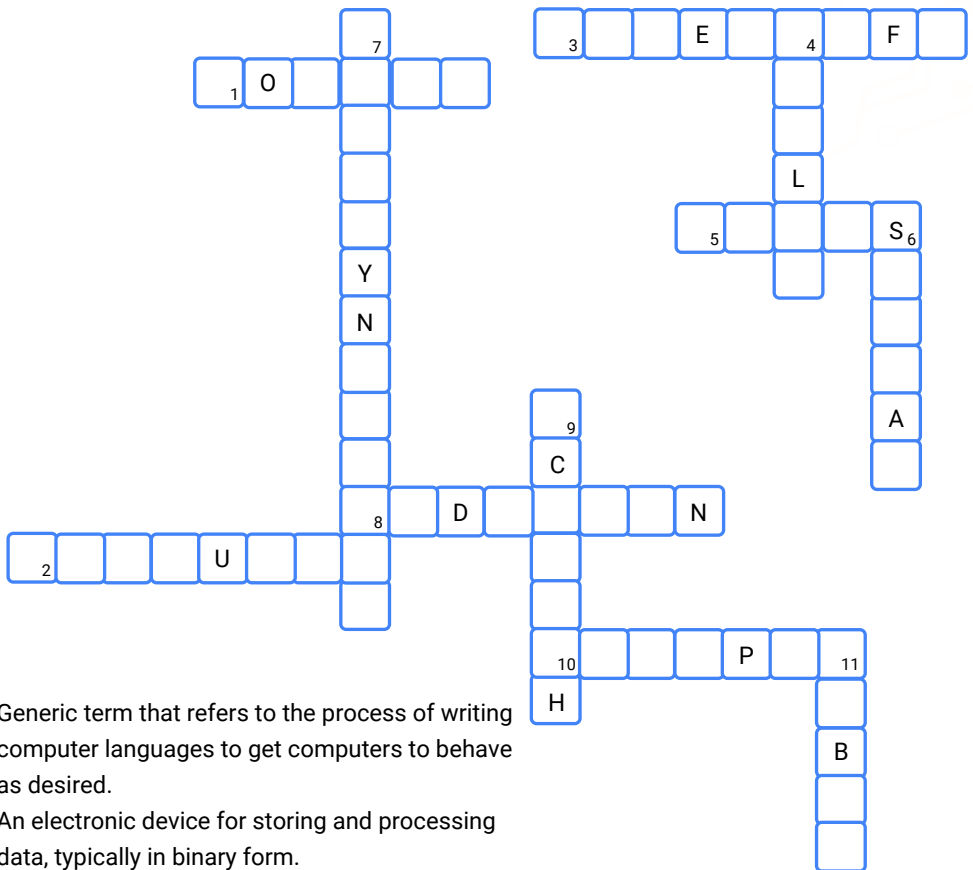 7
3 E 4 F
1 O
L
5 S 6
Y
N
A
9
C
8 D N
2 U
10 P 11
H
Generic term that refers to the process of writing
computer languages to get computers to behave
B
as desired.
An electronic device for storing and processing
data, typically in binary form.